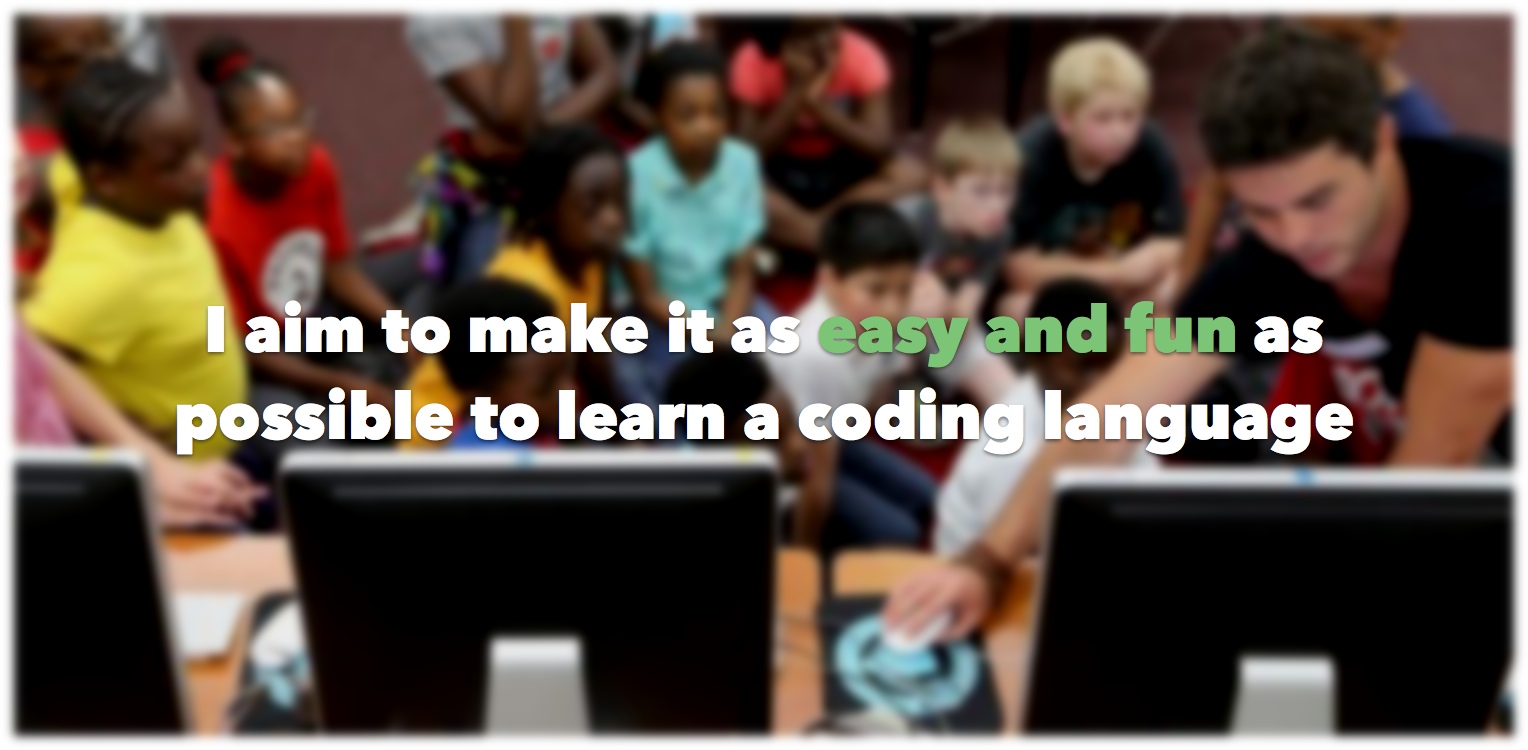 I aim to make it as easy and fun as
possible to learn a coding language